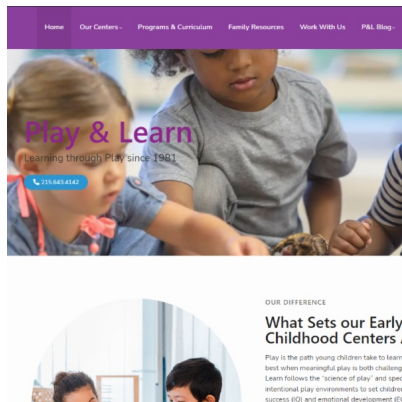 Home Our Centers Programs & Curriculum Family Resources Work With Us P&L Blog
Play & Learn
Learning through Play since 1981
215.643.4142
OUR DIFFERENCE
What Sets our Early
Childhood Centers
Play is the path young children take to learn
best when meaningful play is both challeng
Learn follows the "science of play" and spec
intentional play environments to set children
success (IQ) and emotional development (E